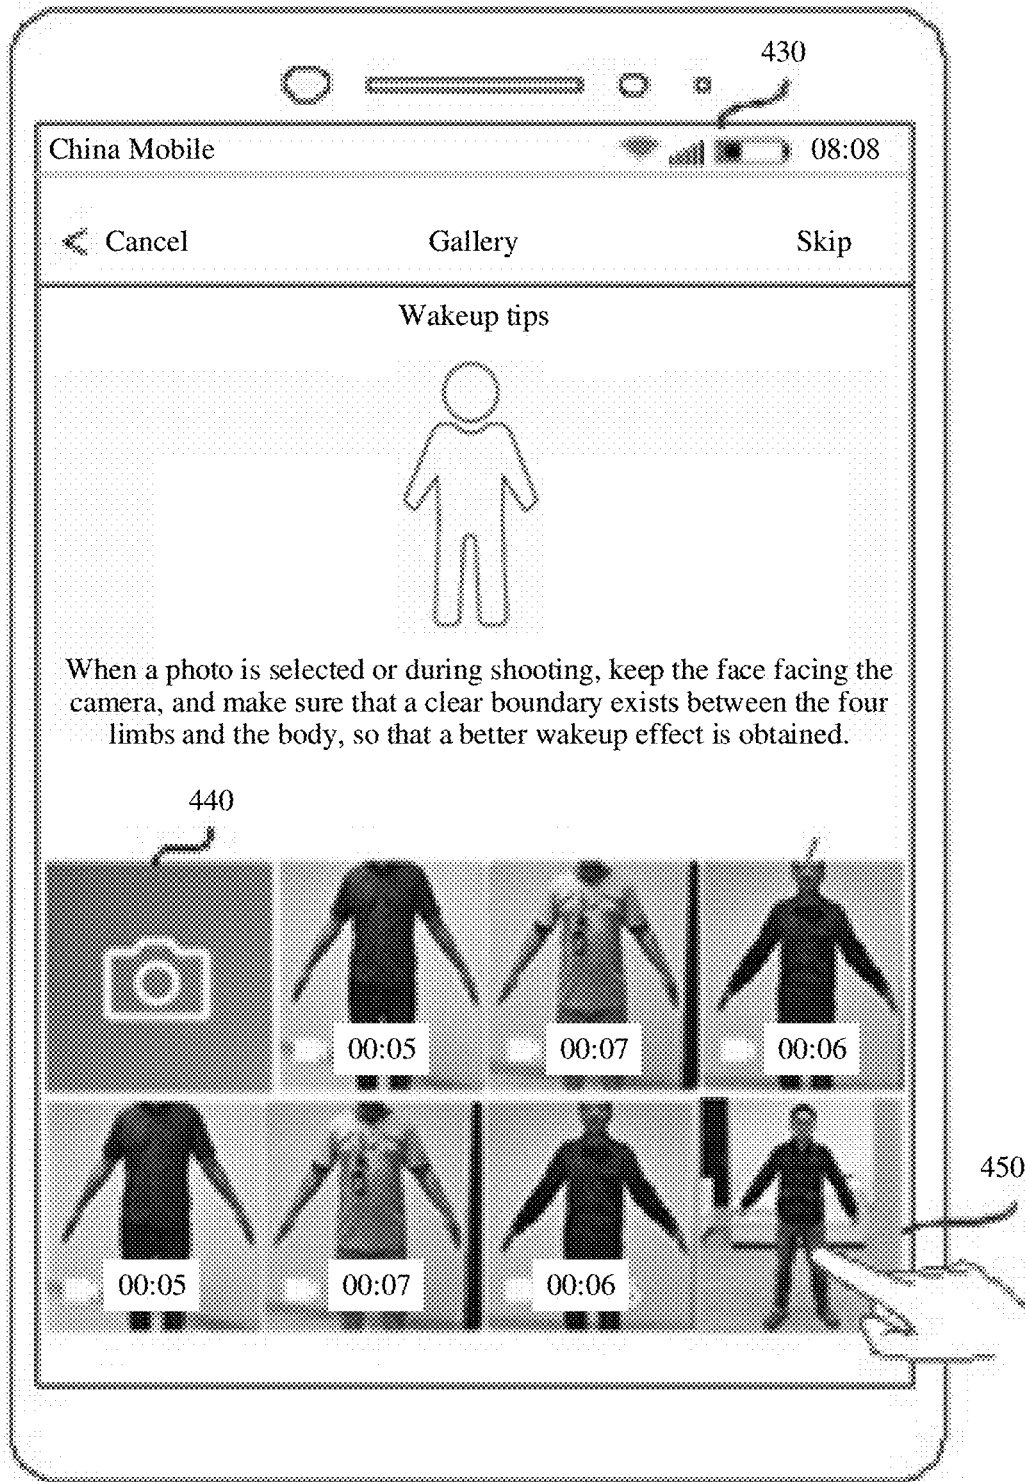 430
China Mobile 08:08
Cancel Gallery Skip
Wakeup tips
When a photo is selected or during shooting, keep the face facing the
camera, and make sure that a clear boundary exists between the four
limbs and the body, so that a better wakeup effect is obtained.
440
00:05 00:07 00:06
450
00:05 00:07 00:06